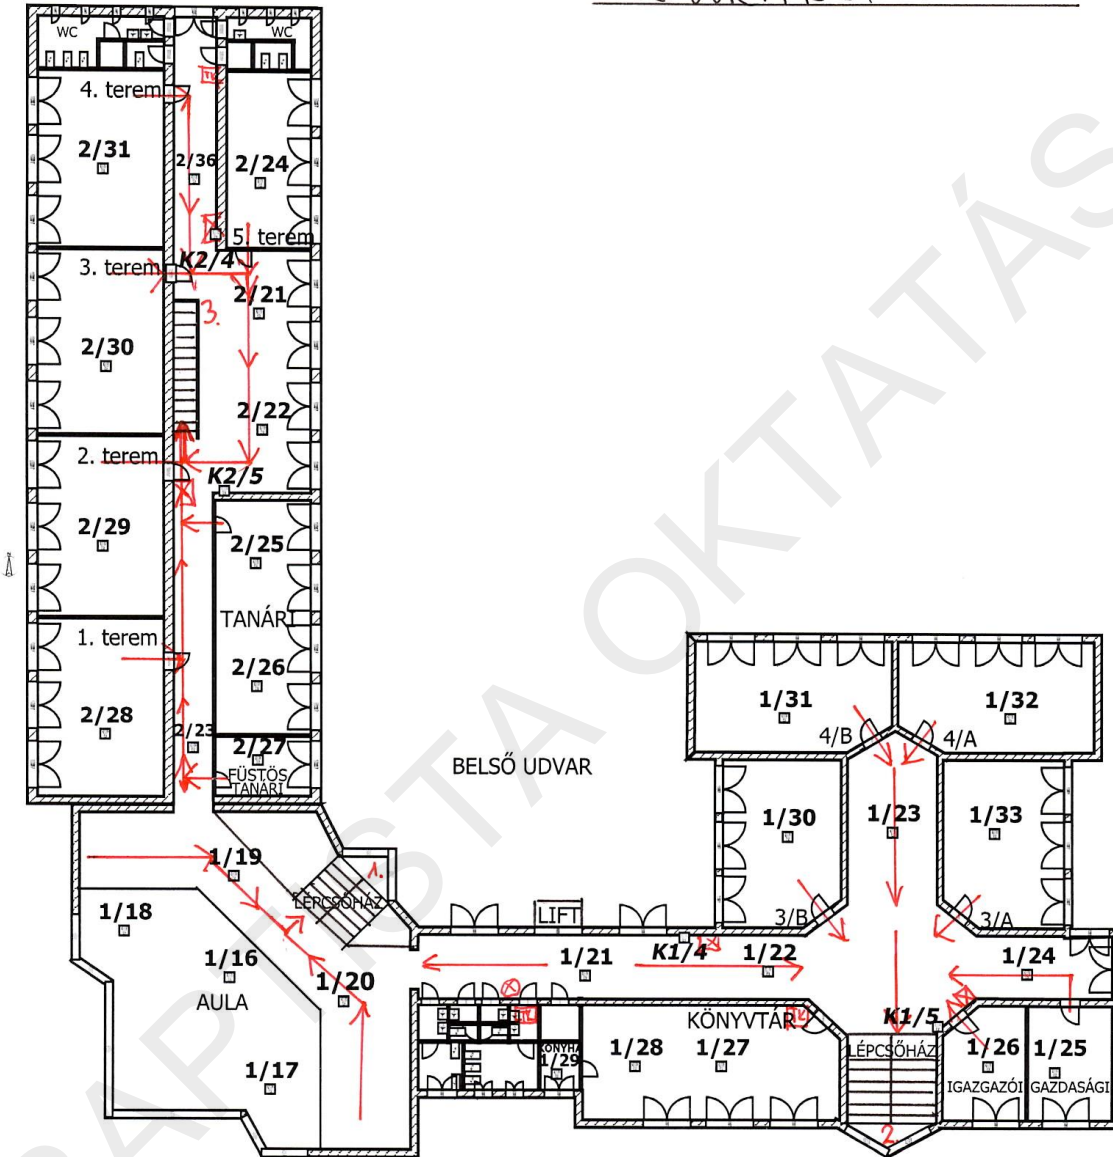 WC
WC
4. terem
2/31
2/36
2/24
5. terem
3. terem
K2/4
2/21
3.
2/30
2/22
2. terem
K2/5
2/29
2/25
TANÁRI
1. terem
2/26
2/28
2/23
2/27
FÜSTÖS
TANÁRI
BELSŐ UDVAR
1/31
1/32
4/B
4/A
1/30
1/23
1/33
1/19
1.
LÉPCSŐHÁZ
1/18
LIFT
3/B
3/A
K1/4
1/16
1/21
1/22
1/24
1/20
AULA
KÖNYVTÁR
K1/5
KONYHA
1/29
1/28
1/27
LÉPCSŐHÁZ
1/26
1/25
1/17
IGAZGAZÓI
GAZDASÁGI
2.
BAPTISTA OKTATÁS